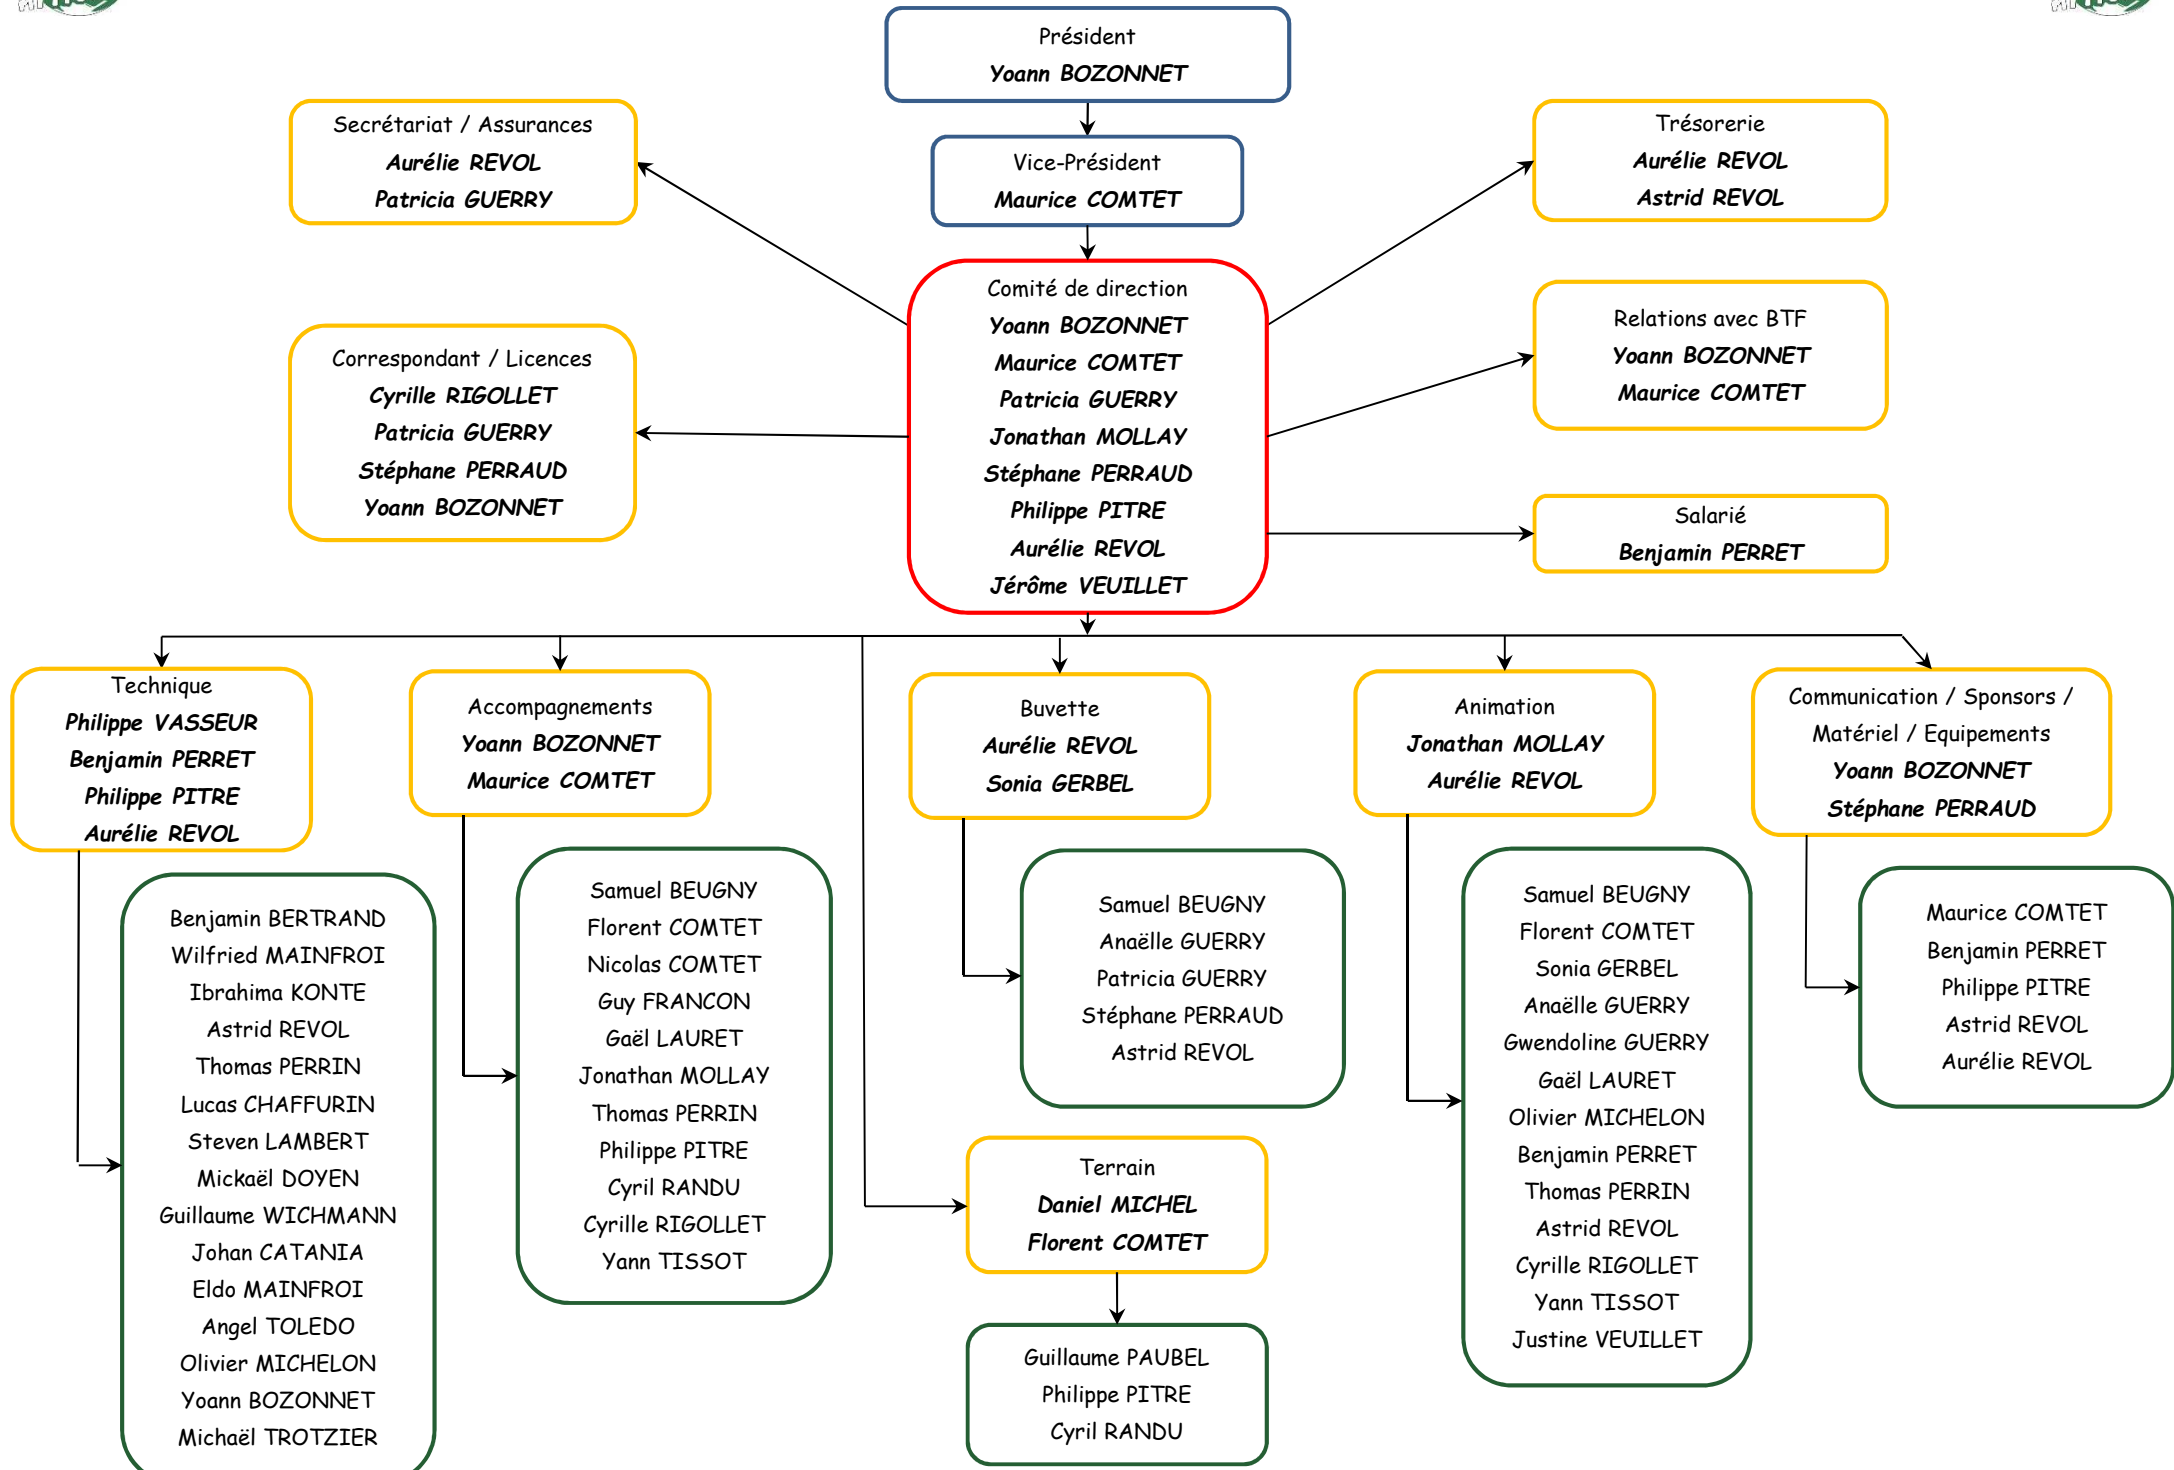 Président
Yoann BOZONNET
Secrétariat / Assurances
Aurélie REVOL
Patricia GUERRY
Vice-Président
Maurice COMTET
Trésorerie
Aurélie REVOL
Astrid REVOL
Correspondant / Licences
Cyrille RIGOLLET
Patricia GUERRY
Stéphane PERRAUD
Yoann BOZONNET
Comité de direction
Yoann BOZONNET
Maurice COMTET
Patricia GUERRY
Jonathan MOLLAY
Stéphane PERRAUD
Philippe PITRE
Aurélie REVOL
Jérôme VEUILLET
Relations avec BTF
Yoann BOZONNET
Maurice COMTET
Salarié
Benjamin PERRET
Technique
Philippe VASSEUR
Benjamin PERRET
Philippe PITRE
Aurélie REVOL
Benjamin BERTRAND
Wilfried MAINFROI
Ibrahima KONTE
Astrid REVOL
Thomas PERRIN
Lucas CHAFFURIN
Steven LAMBERT
Mickaël DOYEN
Guillaume WICHMANN
Johan CATANIA
Eldo MAINFROI
Angel TOLEDO
Olivier MICHELON
Yoann BOZONNET
Michaël TROTZIER
Accompagnements
Yoann BOZONNET
Maurice COMTET
Samuel BEUGNY
Florent COMTET
Nicolas COMTET
Guy FRANCON
Gaël LAURET
Jonathan MOLLAY
Thomas PERRIN
Philippe PITRE
Cyril RANDU
Cyrille RIGOLLET
Yann TISSOT
Buvette
Aurélie REVOL
Sonia GERBEL
Samuel BEUGNY
Anaëlle GUERRY
Patricia GUERRY
Stéphane PERRAUD
Astrid REVOL
Terrain
Daniel MICHEL
Florent COMTET
Guillaume PAUBEL
Philippe PITRE
Cyril RANDU
Animation
Jonathan MOLLAY
Aurélie REVOL
Samuel BEUGNY
Florent COMTET
Sonia GERBEL
Anaëlle GUERRY
Gwendoline GUERRY
Gaël LAURET
Olivier MICHELON
Benjamin PERRET
Thomas PERRIN
Astrid REVOL
Cyrille RIGOLLET
Yann TISSOT
Justine VEUILLET
Communication / Sponsors /
Matériel / Equipements
Yoann BOZONNET
Stéphane PERRAUD
Maurice COMTET
Benjamin PERRET
Philippe PITRE
Astrid REVOL
Aurélie REVOL